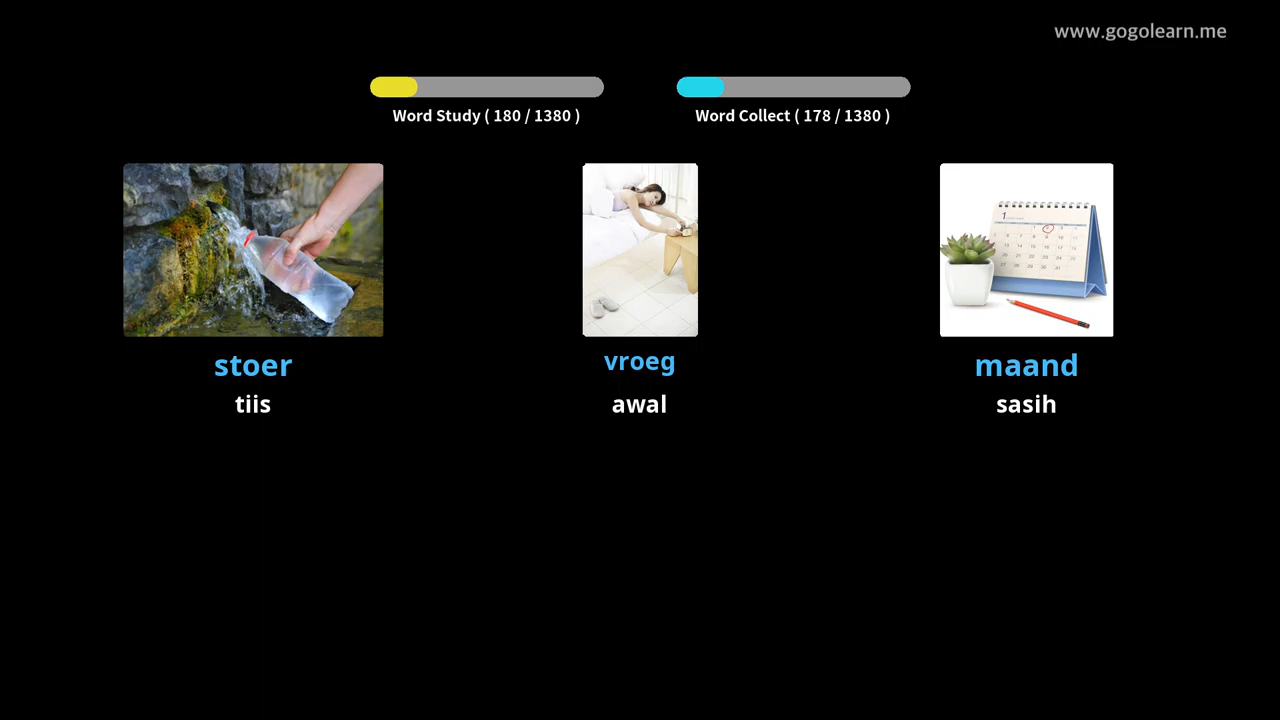 www.gogolearn.me
Word Study ( 180 / 1380 )
Word Collect ( 178 / 1380 )
stoer
tiis
vroeg
awal
maand
sasih